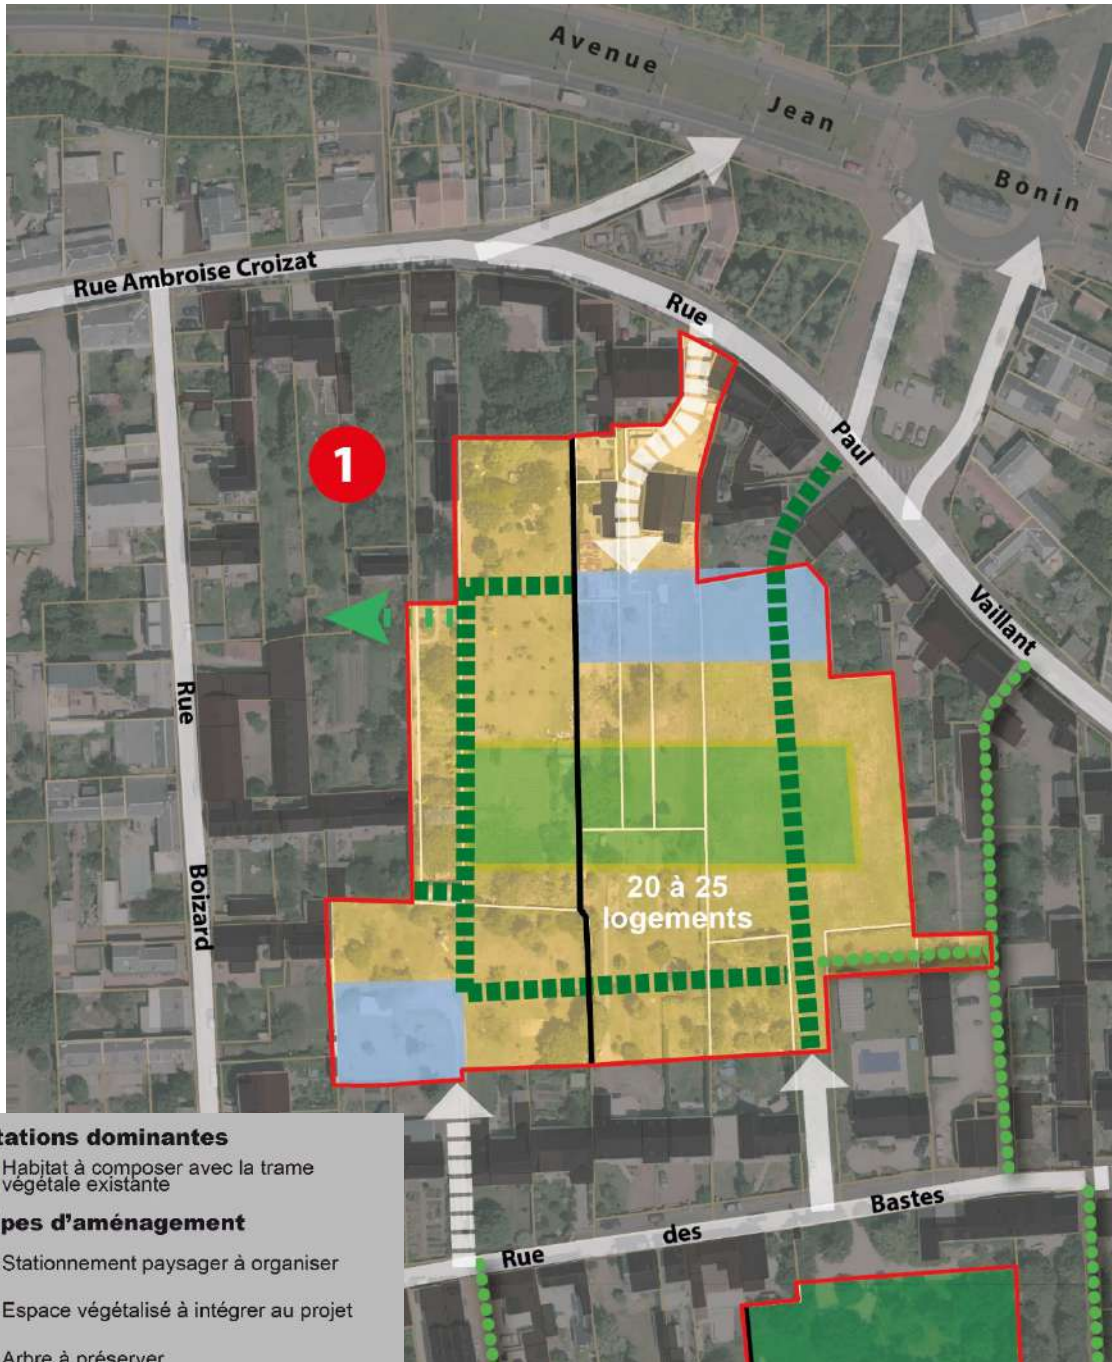 Avenue
Jean
Bonin
Rue Ambroise Croizat
Rue
Paul
Vaillant
1
Rue
Boizard
20 à 25
logements
tations dominantes
Habitat à composer avec la trame
végétale existante
pes d'aménagement
Stationnement paysager à organiser
Espace végétalisé à intégrer au projet
Arbre à préserver
Rue
des
Bastes